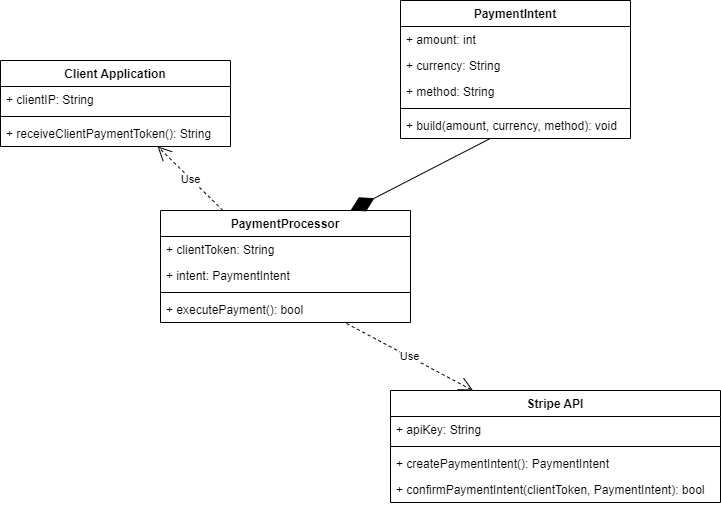 PaymentIntent
+ amount: int
+ currency: String
+ method: String
+ build(amount, currency, method): void
Client Application
+ clientIP: String
+ receiveClientPaymentToken(): String
Use
PaymentProcessor
+ clientToken: String
+ intent: PaymentIntent
+ executePayment(): bool
Use
Stripe API
+ apiKey: String
+ createPaymentIntent(): PaymentIntent
+ confirmPaymentIntent(clientToken, PaymentIntent): bool